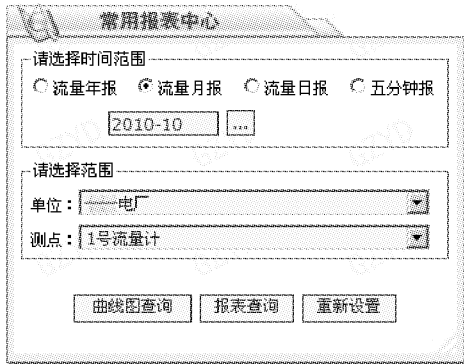 常用报表中心
请选择时间范围
流量年报 流量月报 流量日报 五分钟报
2010-10 ...
请选择范围
单位： ——电厂
测点： 1号流量计
曲线图查询 报表查询 重新设置